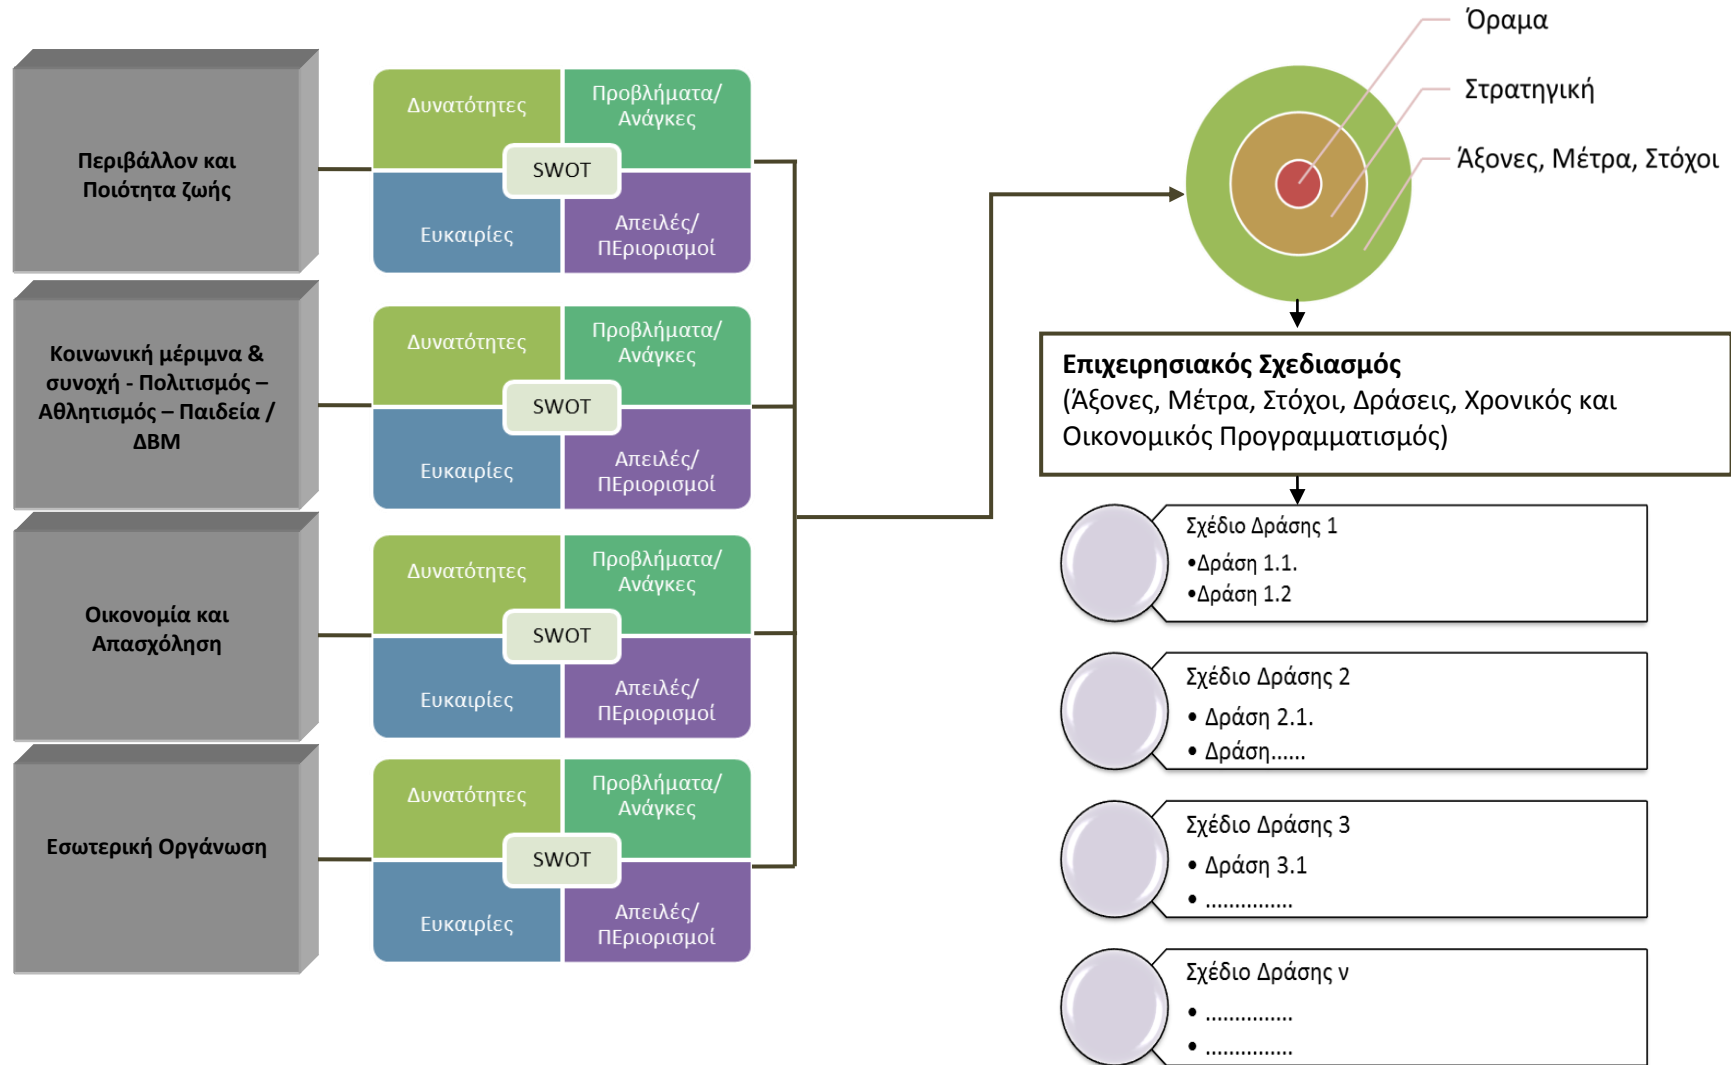 Περιβάλλον και
Ποιότητα ζωής
Δυνατότητες
Προβλήματα/
Ανάγκες
SWOT
Ευκαιρίες
Απειλές/
ΠΕριορισμοί
Κοινωνική μέριμνα &
συνοχή - Πολιτισμός –
Αθλητισμός – Παιδεία /
ΔΒΜ
Δυνατότητες
Προβλήματα/
Ανάγκες
SWOT
Ευκαιρίες
Απειλές/
ΠΕριορισμοί
Οικονομία και
Απασχόληση
Δυνατότητες
Προβλήματα/
Ανάγκες
SWOT
Ευκαιρίες
Απειλές/
ΠΕριορισμοί
Εσωτερική Οργάνωση
Δυνατότητες
Προβλήματα/
Ανάγκες
SWOT
Ευκαιρίες
Απειλές/
ΠΕριορισμοί
Όραμα
Στρατηγική
Άξονες, Μέτρα, Στόχοι
Επιχειρησιακός Σχεδιασμός
(Άξονες, Μέτρα, Στόχοι, Δράσεις, Χρονικός και
Οικονομικός Προγραμματισμός)
Σχέδιο Δράσης 1
•Δράση 1.1.
•Δράση 1.2
Σχέδιο Δράσης 2
• Δράση 2.1.
• Δράση......
Σχέδιο Δράσης 3
• Δράση 3.1
• ...............
Σχέδιο Δράσης ν
• ...............
• ...............